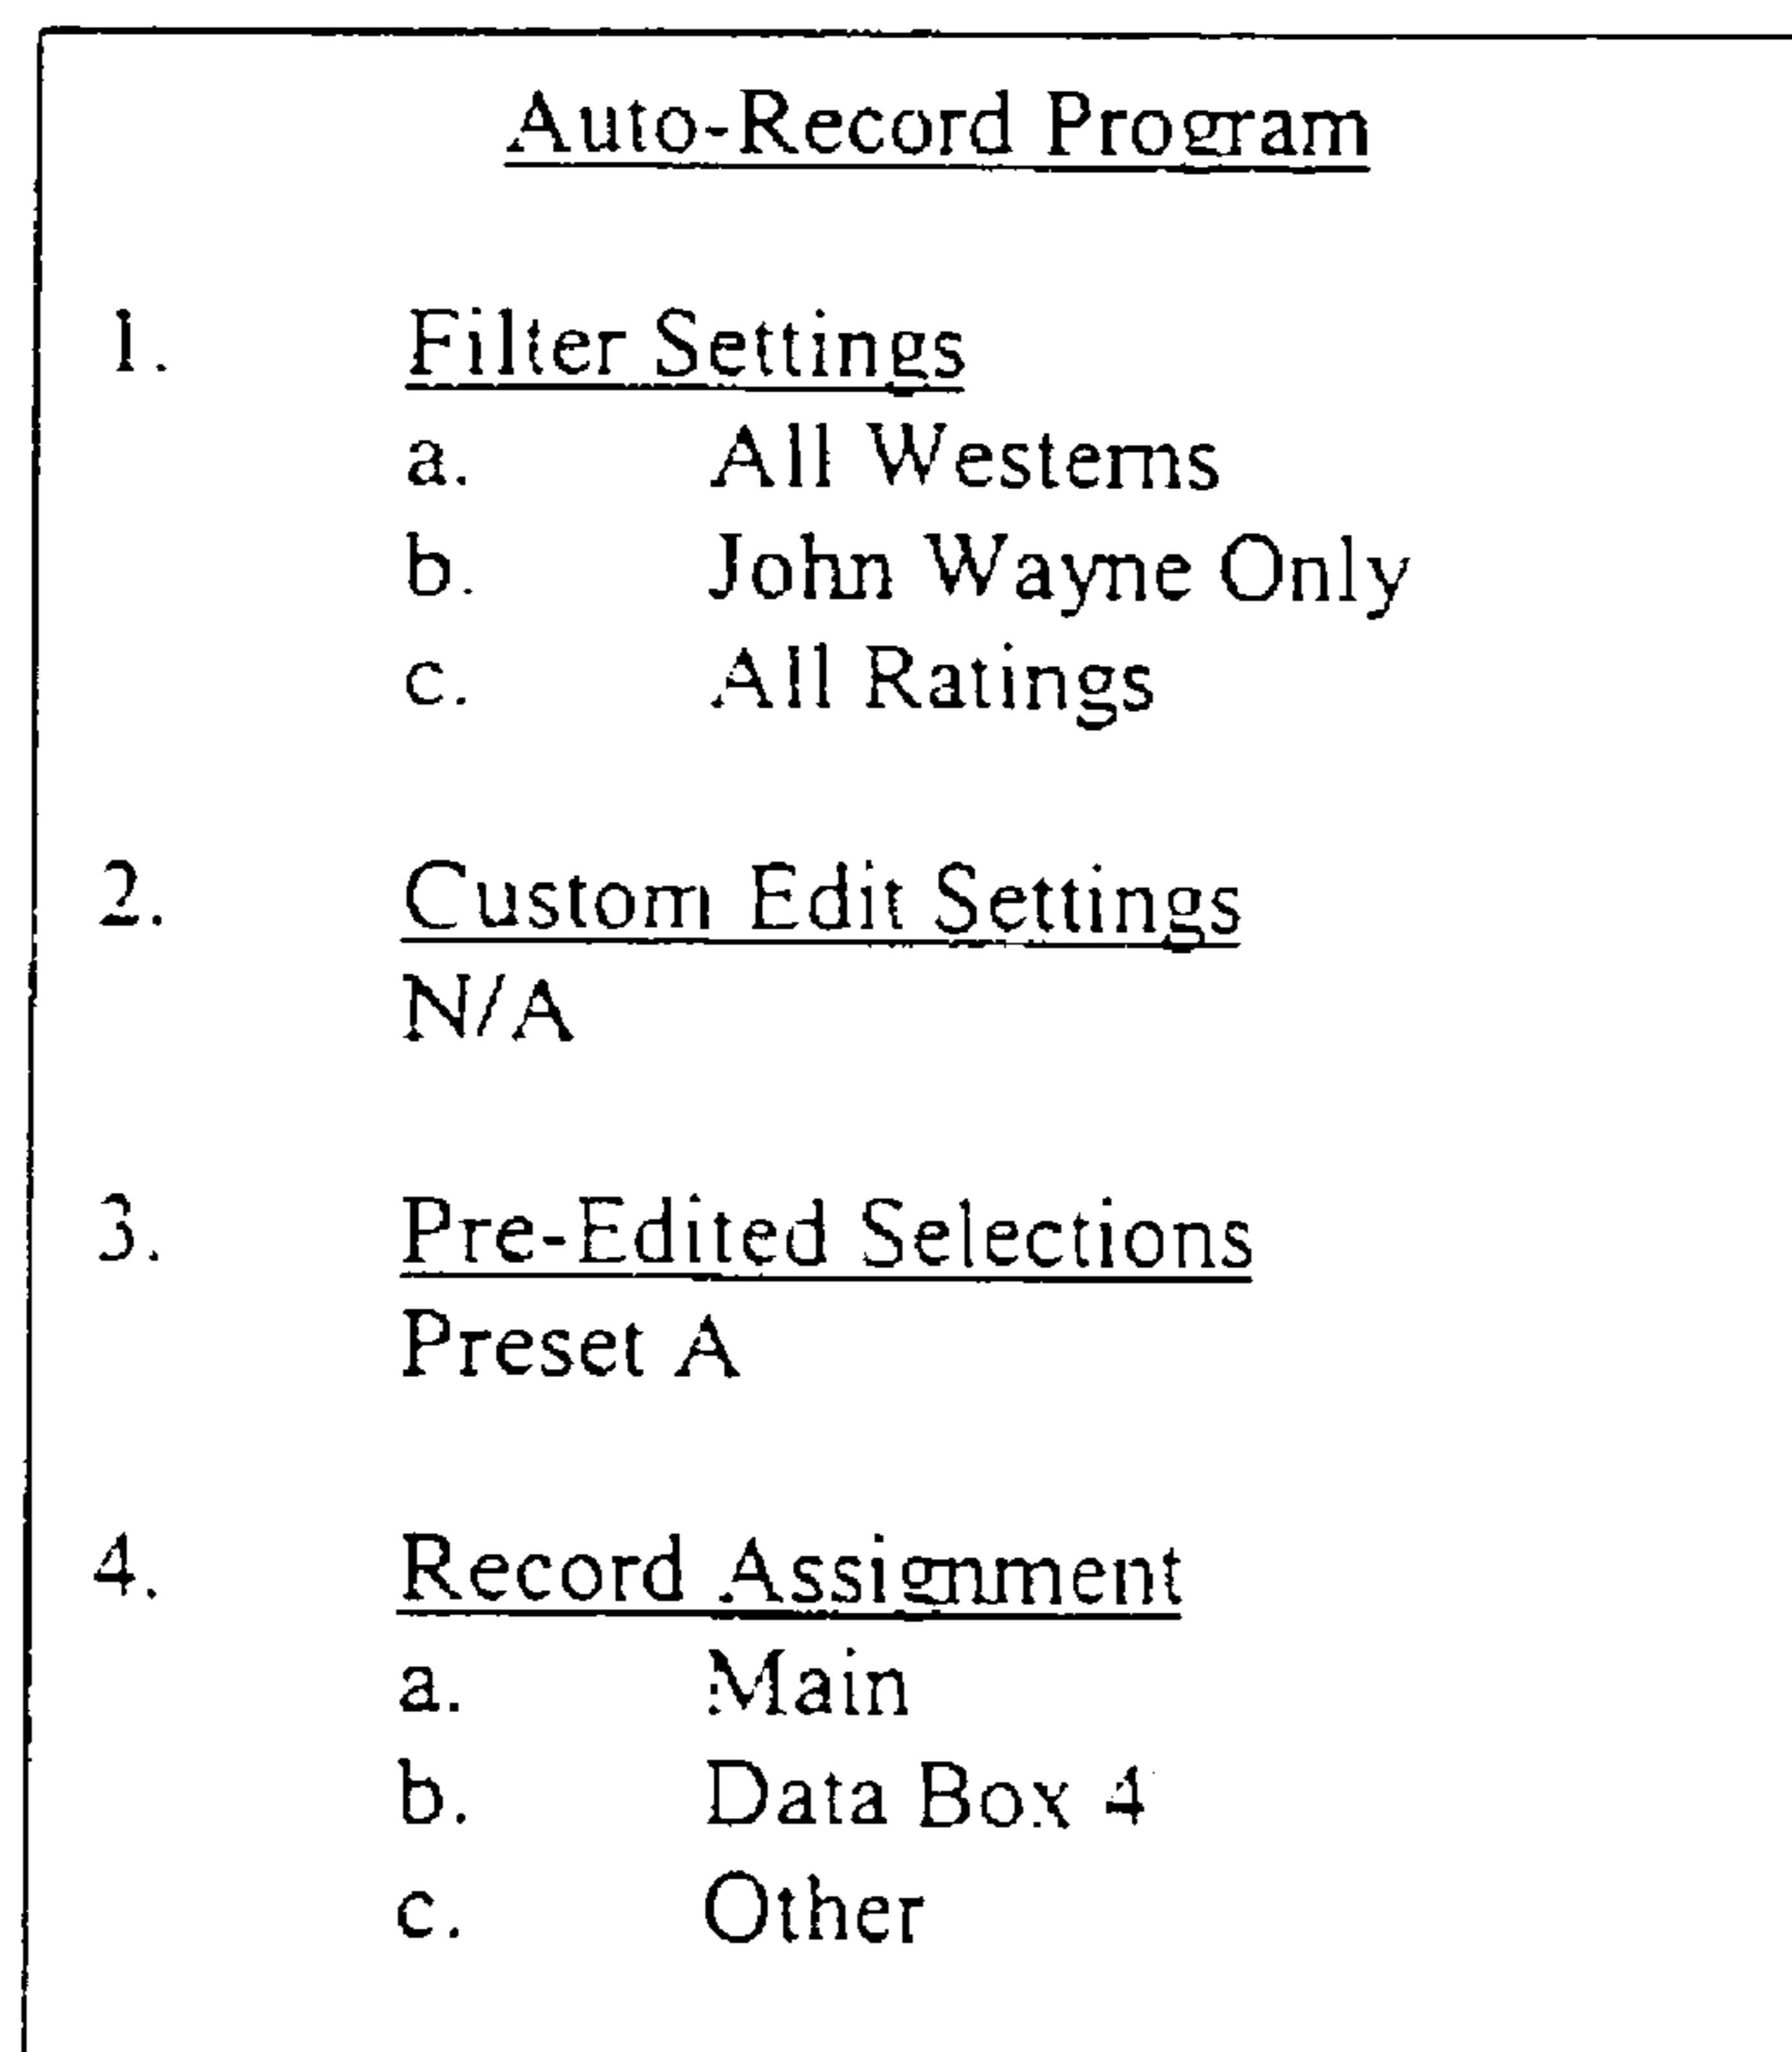 Auto-Record Program
1. Filter Settings
a. All Westerns
b. John Wayne Only
c. All Ratings
2. Custom Edit Settings
N/A
3. Pre-Edited Selections
Preset A
4. Record Assignment
a. Main
b. Data Box 4
c. Other